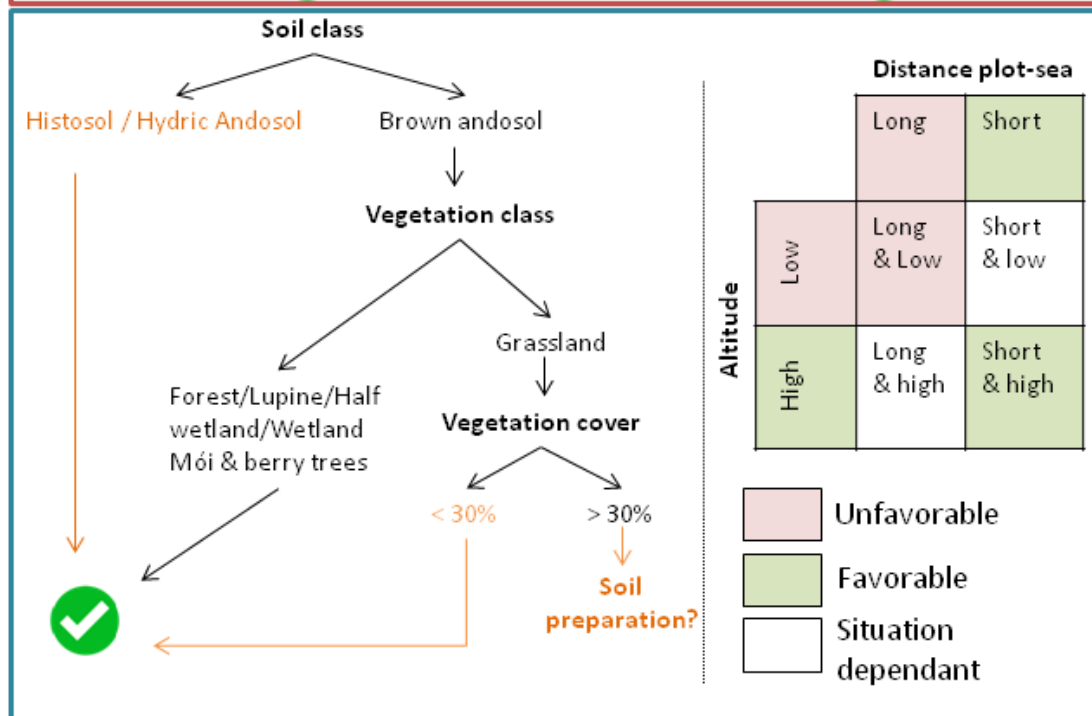 Soil class
Histosol / Hydric Andosol
Brown andosol
Vegetation class
Grassland
Forest/Lupine/Half
wetland/Wetland
Mói & berry trees
Vegetation cover
< 30%
> 30%
Soil
preparation?
Distance plot-sea
Long
Short
Altitude
Low
Long
& Low
Short
& low
High
Long
& high
Short
& high
Unfavorable
Favorable
Situation
dependant